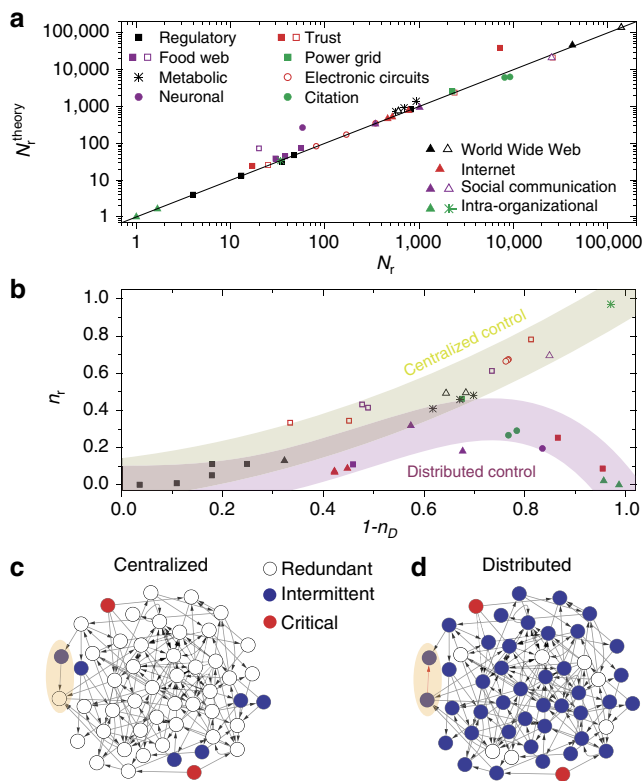 a
100,000
10,000
1,000
100
10
1
N_r^theory
Regulatory
Food web
Metabolic
Neuronal
Trust
Power grid
Electronic circuits
Citation
World Wide Web
Internet
Social communication
Intra-organizational
1 10 100 1,000 10,000 100,000
N_r
b
1.0
0.8
0.6
0.4
0.2
0.0
n_r
Centralized control
Distributed control
0.0 0.2 0.4 0.6 0.8 1.0
1-n_D
c Centralized
Redundant
Intermittent
Critical
d Distributed